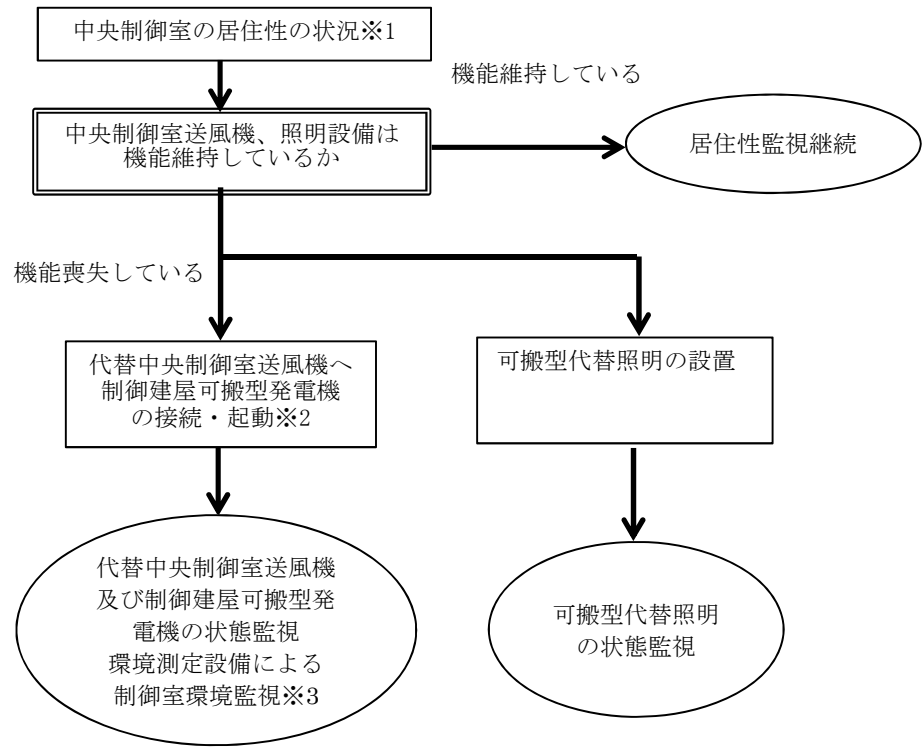 中央制御室の居住性の状況※1
機能維持している
中央制御室送風機、照明設備は
機能維持しているか
居住性監視継続
機能喪失している
代替中央制御室送風機へ
制御建屋可搬型発電機
の接続・起動※2
可搬型代替照明の設置
代替中央制御室送風機
及び制御建屋可搬型発
電機の状態監視
環境測定設備による
制御室環境監視※3
可搬型代替照明
の状態監視